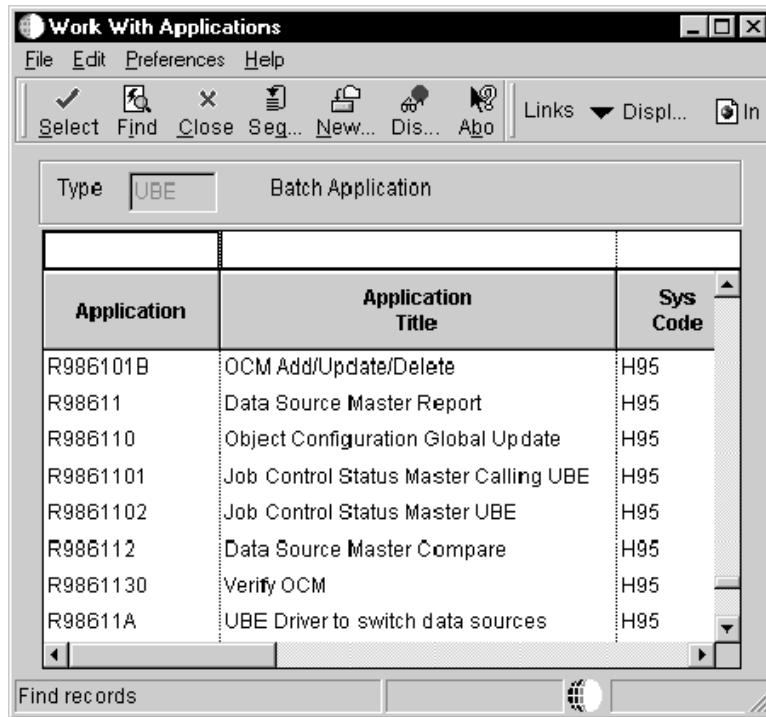 Work With Applications
File Edit Preferences Help
Select Find Close Seq... New... Dis... Abo Links Displ... In
Type UBE Batch Application
Application Application Title Sys Code
R986101B OCM Add/Update/Delete H95
R98611 Data Source Master Report H95
R986110 Object Configuration Global Update H95
R9861101 Job Control Status Master Calling UBE H95
R9861102 Job Control Status Master UBE H95
R986112 Data Source Master Compare H95
R9861130 Verify OCM H95
R98611A UBE Driver to switch data sources H95
Find records